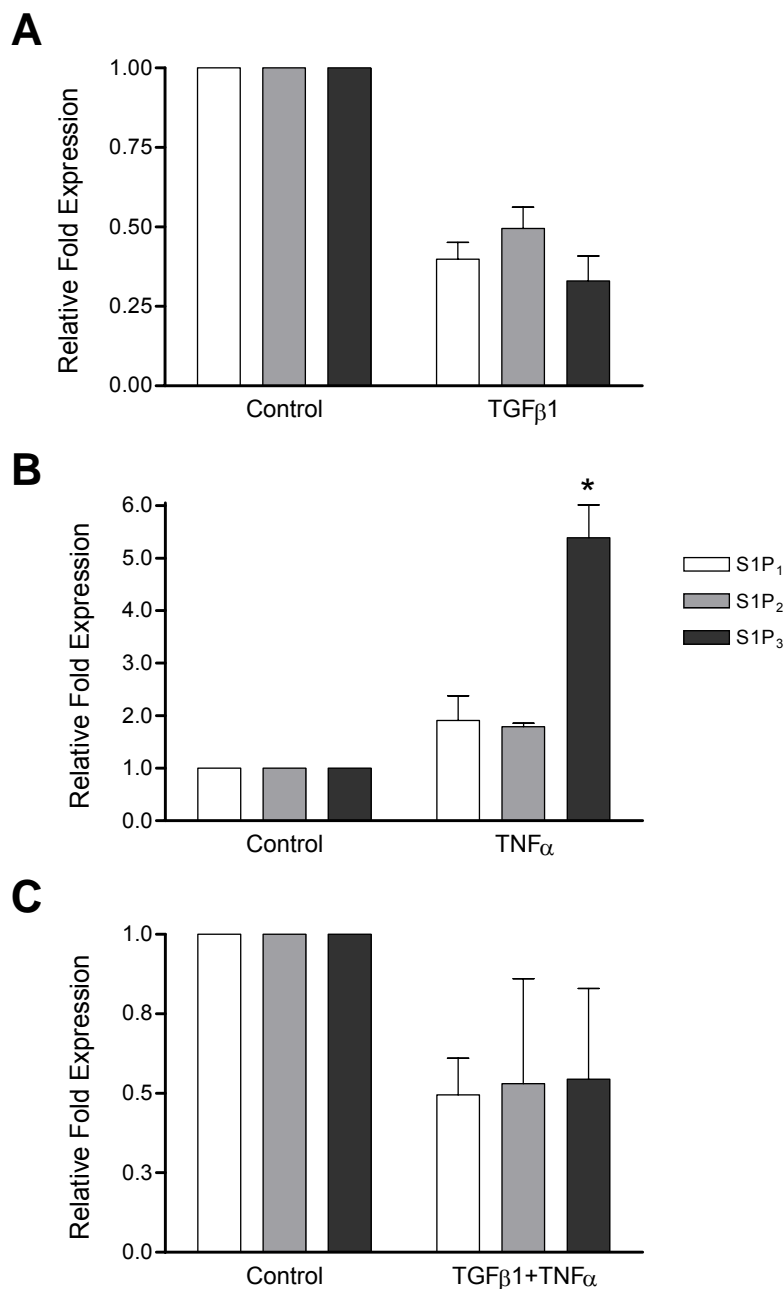 A
Relative Fold Expression
1.00
0.75
0.50
0.25
0.00
Control TGFβ1
B
Relative Fold Expression
6.0
5.0
4.0
3.0
2.0
1.0
0.0
*
Control TNFα
S1P₁
S1P₂
S1P₃
C
Relative Fold Expression
1.0
0.8
0.5
0.3
0.0
Control TGFβ1+TNFα